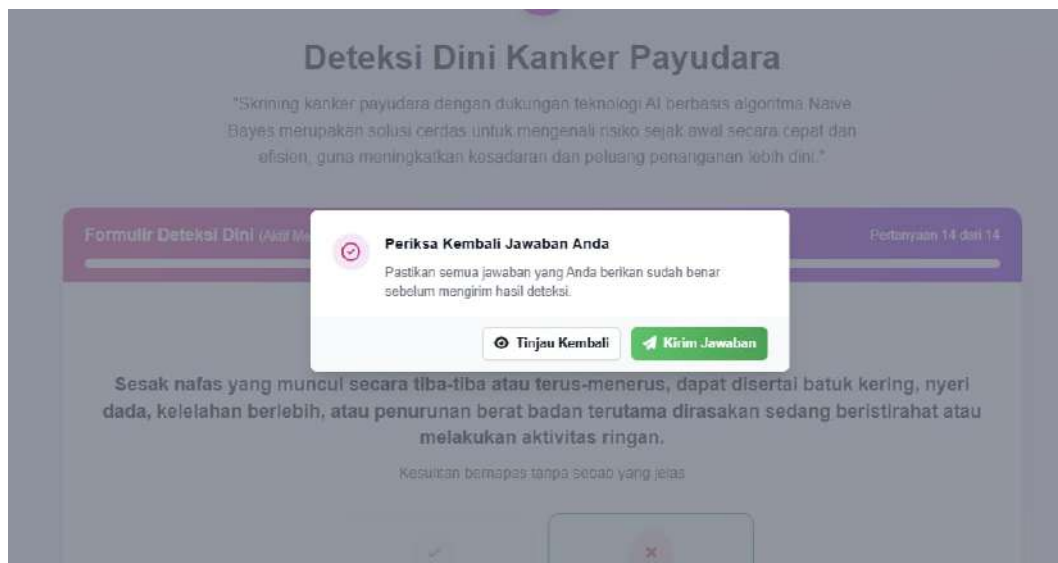 Deteksi Dini Kanker Payudara
"Skrining kanker payudara dengan dukungan teknologi AI berbasis algoritma Naive
Bayes merupakan solusi cerdas untuk mengenali risiko sejak awal secara cepat dan
efisien, guna meningkatkan kesadaran dan peluang penanganan lebih dini."
Formulir Deteksi Dini (Aktif Me
Pertanyaan 14 dari 14
Periksa Kembali Jawaban Anda
Pastikan semua jawaban yang Anda berikan sudah benar
sebelum mengirim hasil deteksi.
Tinjau Kembali
Kirim Jawaban
Sesak nafas yang muncul secara tiba-tiba atau terus-menerus, dapat disertai batuk kering, nyeri
dada, kelelahan berlebih, atau penurunan berat badan terutama dirasakan sedang beristirahat atau
melakukan aktivitas ringan.
Kesulitan bernapas tanpa sebab yang jelas